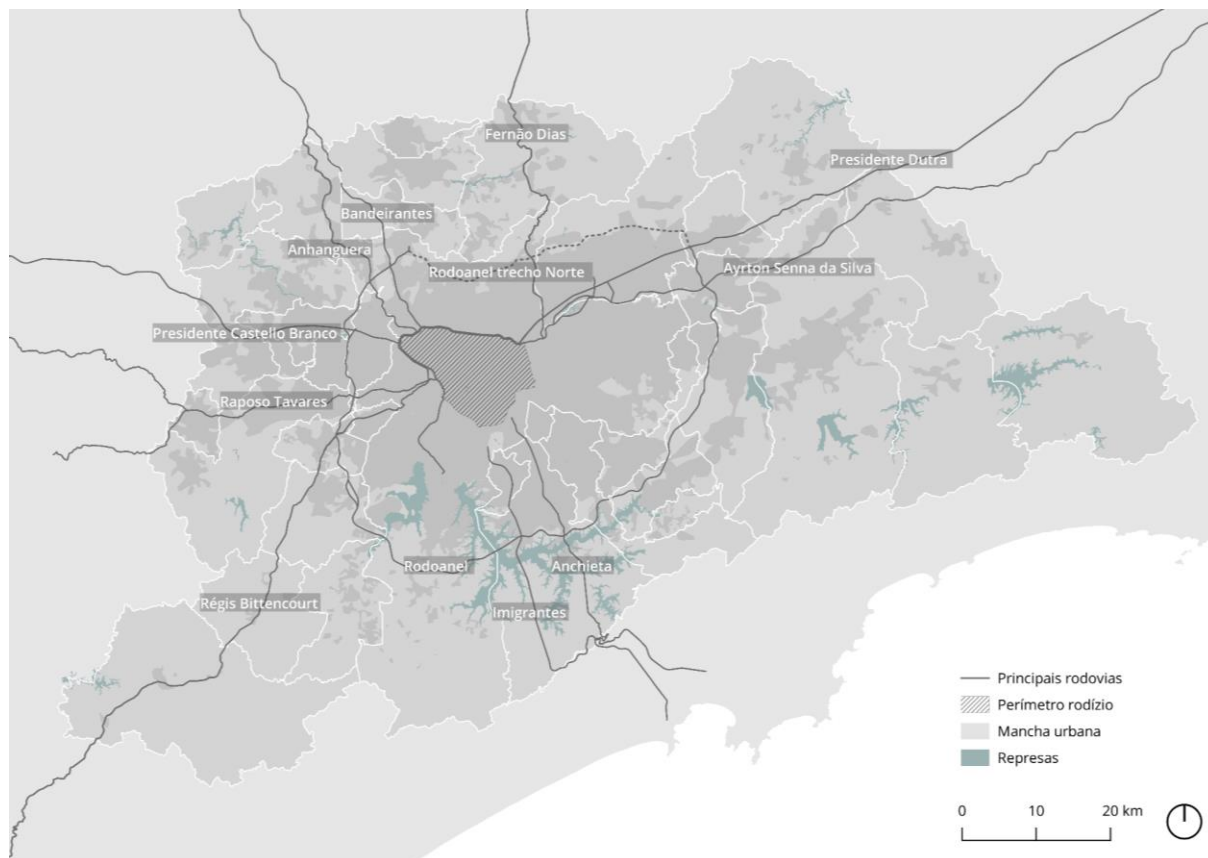 Fernão Dias
Presidente Dutra
Bandeirantes
Anhanguera
Rodoanel trecho Norte
Ayrton Senna da Silva
Presidente Castello Branco
Raposo Tavares
Rodoanel
Anchieta
Régis Bittencourt
Imigrantes
Principais rodovias
Perímetro rodízio
Mancha urbana
Represas
0 10 20 km